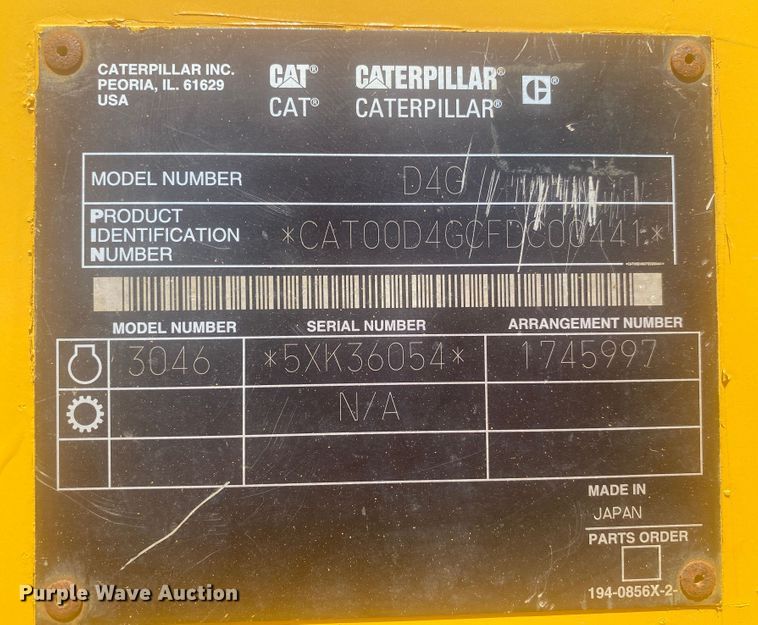 CATERPILLAR INC. CAT® CATERPILLAR® ®
PEORIA, IL. 61629 CAT® CATERPILLAR®
USA
MODEL NUMBER D4G
PRODUCT
IDENTIFICATION *CAT00D4GCFDC00441*
NUMBER
MODEL NUMBER SERIAL NUMBER ARRANGEMENT NUMBER
3046 *5XK36054* 1745997
N/A
MADE IN
JAPAN
PARTS ORDER
194-0856X-2-
Purple Wave Auction